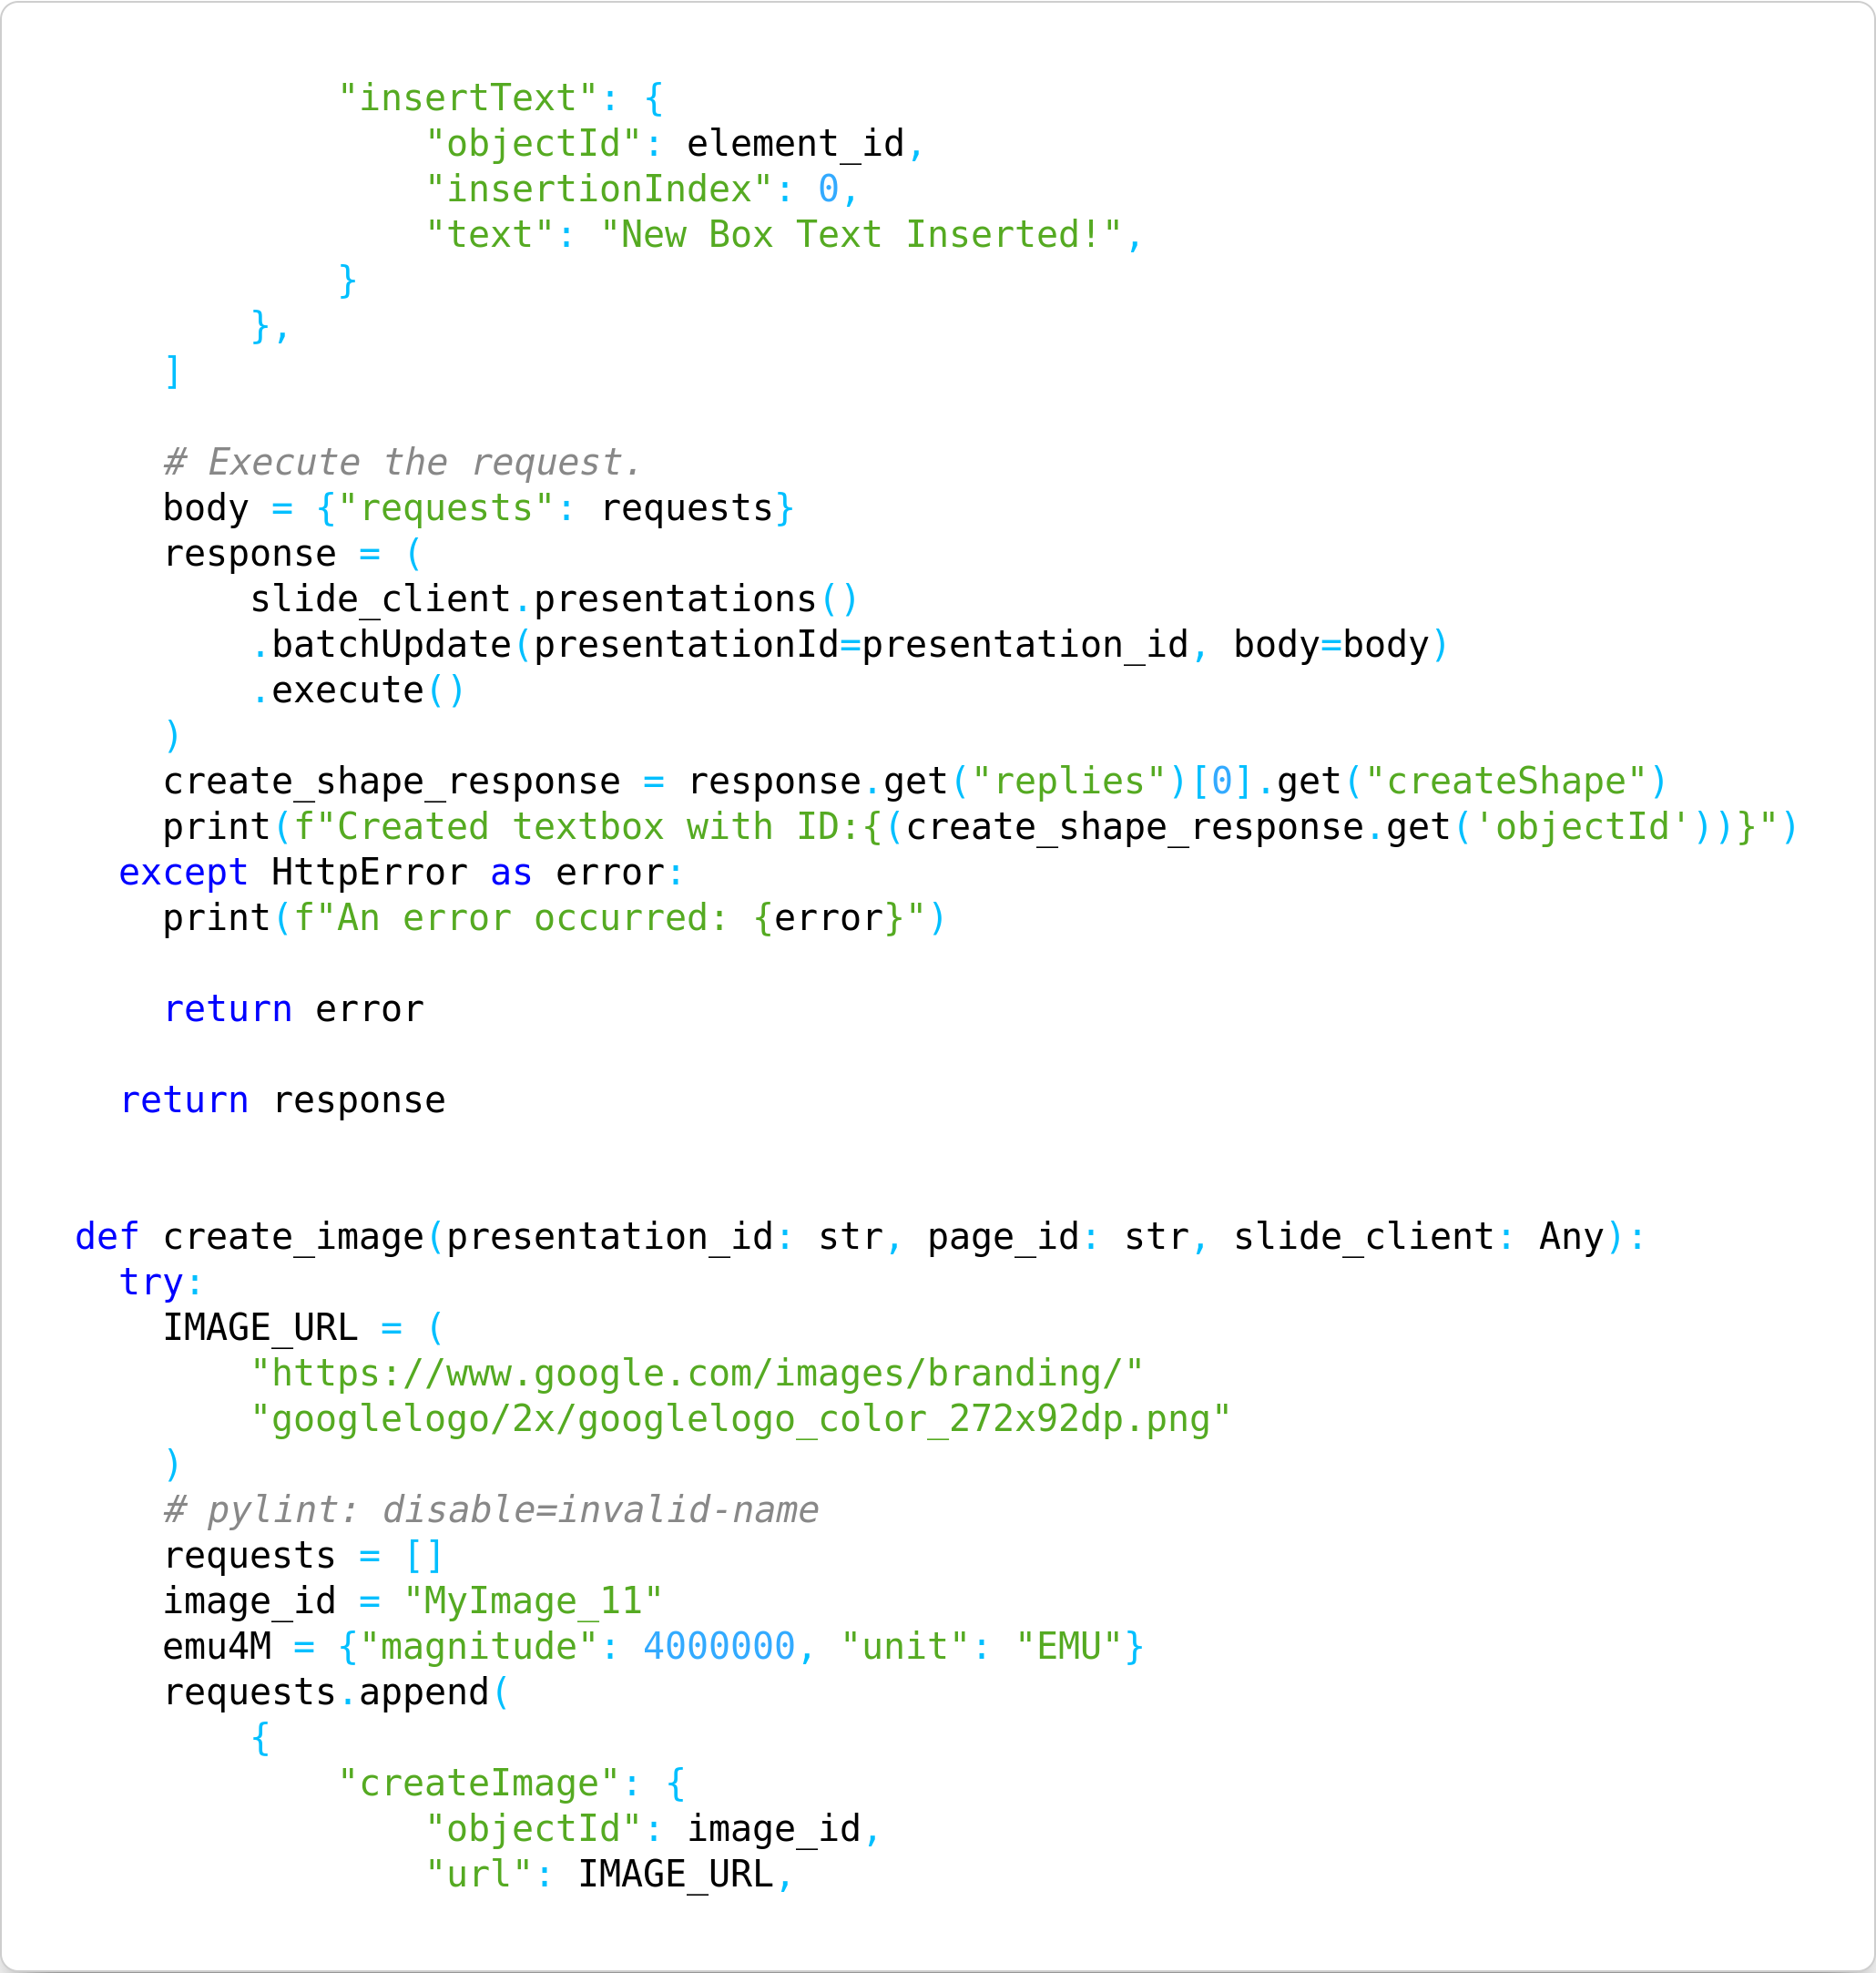 "insertText": {
                "objectId": element_id,
                "insertionIndex": 0,
                "text": "New Box Text Inserted!",
            }
        },
    ]

    # Execute the request.
    body = {"requests": requests}
    response = (
        slide_client.presentations()
        .batchUpdate(presentationId=presentation_id, body=body)
        .execute()
    )
    create_shape_response = response.get("replies")[0].get("createShape")
    print(f"Created textbox with ID:{(create_shape_response.get('objectId'))}")
  except HttpError as error:
    print(f"An error occurred: {error}")

    return error

  return response


def create_image(presentation_id: str, page_id: str, slide_client: Any):
  try:
    IMAGE_URL = (
        "https://www.google.com/images/branding/"
        "googlelogo/2x/googlelogo_color_272x92dp.png"
    )
    # pylint: disable=invalid-name
    requests = []
    image_id = "MyImage_11"
    emu4M = {"magnitude": 4000000, "unit": "EMU"}
    requests.append(
        {
            "createImage": {
                "objectId": image_id,
                "url": IMAGE_URL,